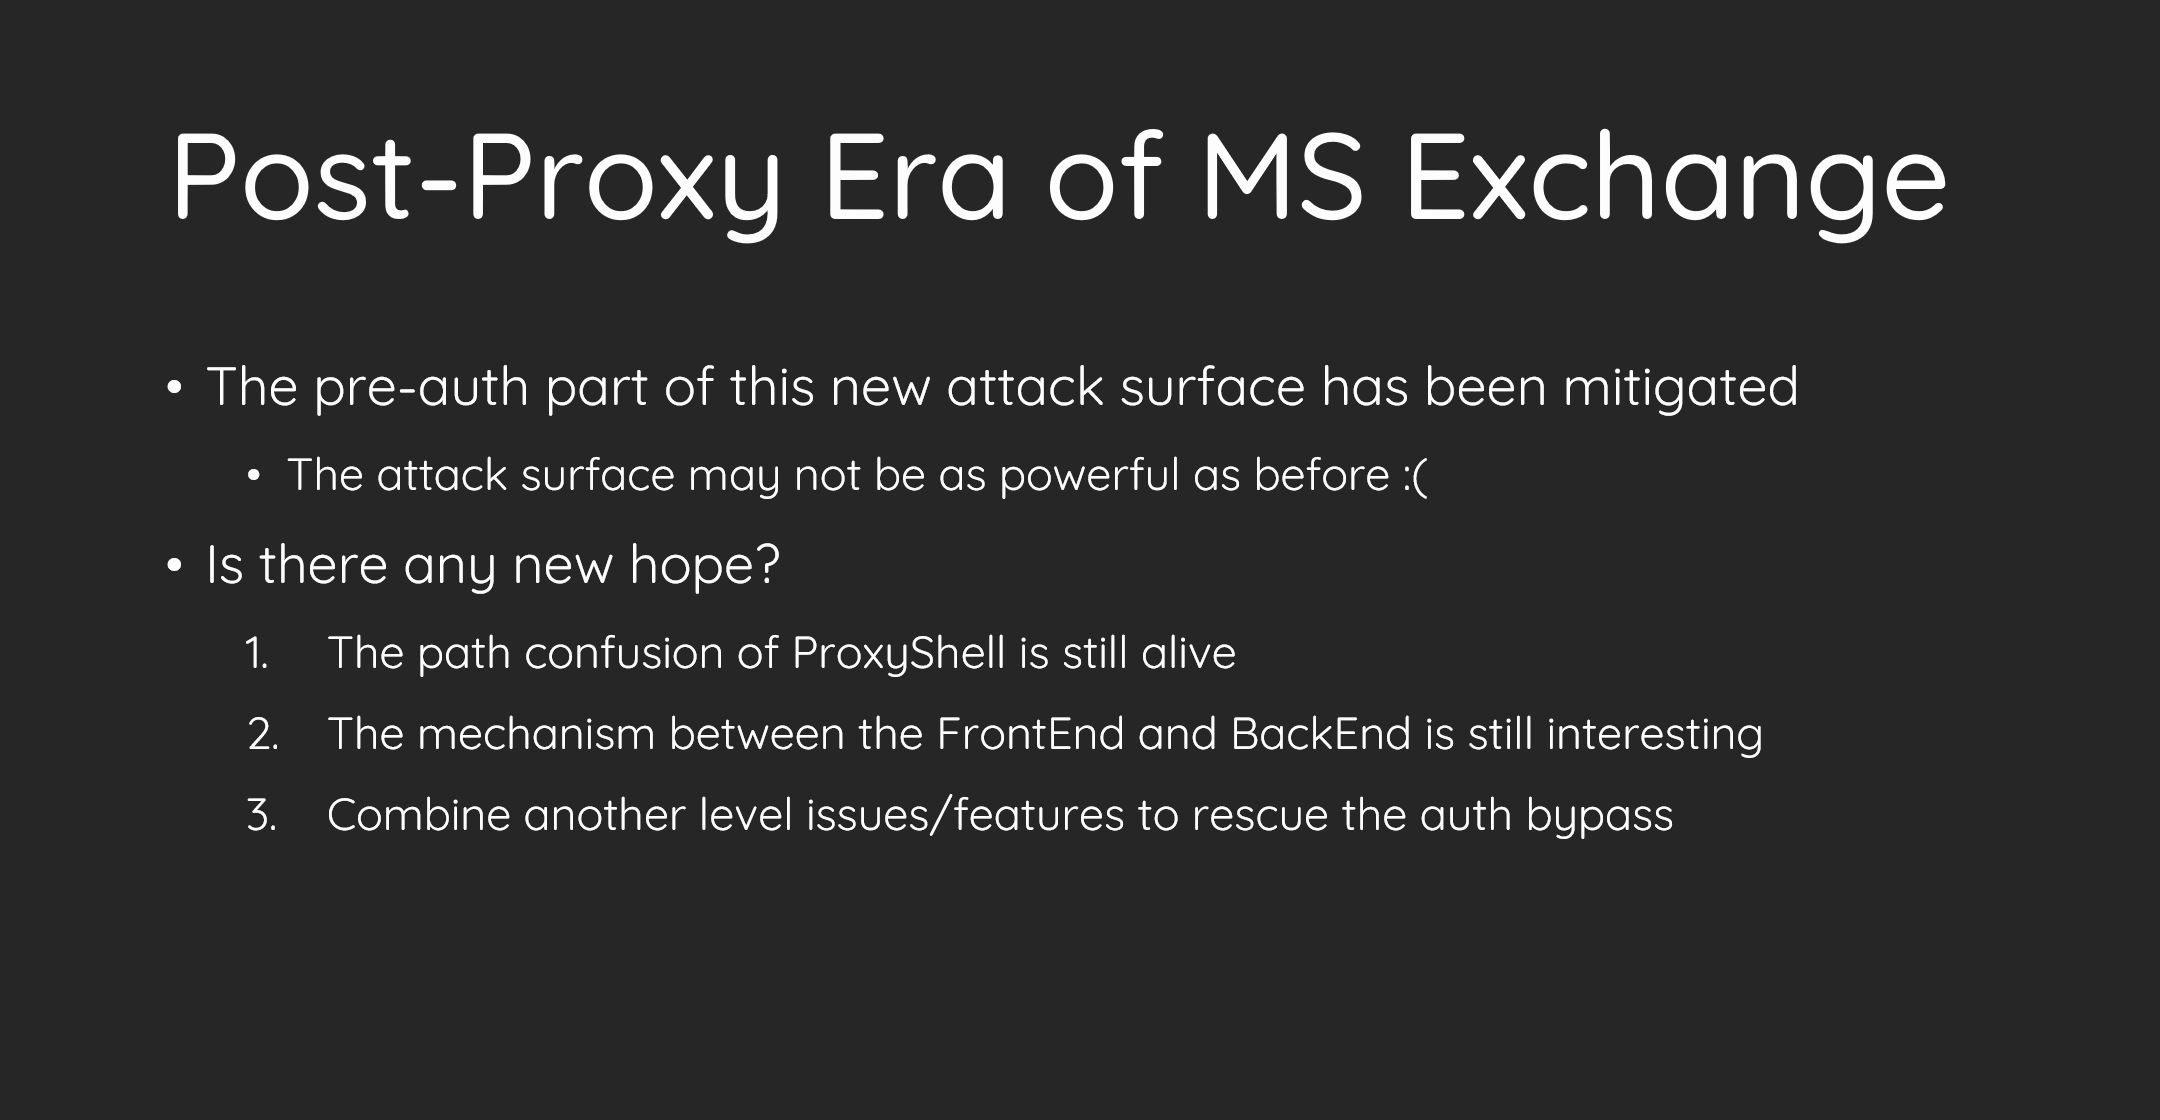 Post-Proxy Era of MS Exchange
• The pre-auth part of this new attack surface has been mitigated
• The attack surface may not be as powerful as before :(
• Is there any new hope?
1. The path confusion of ProxyShell is still alive
2. The mechanism between the FrontEnd and BackEnd is still interesting
3. Combine another level issues/features to rescue the auth bypass